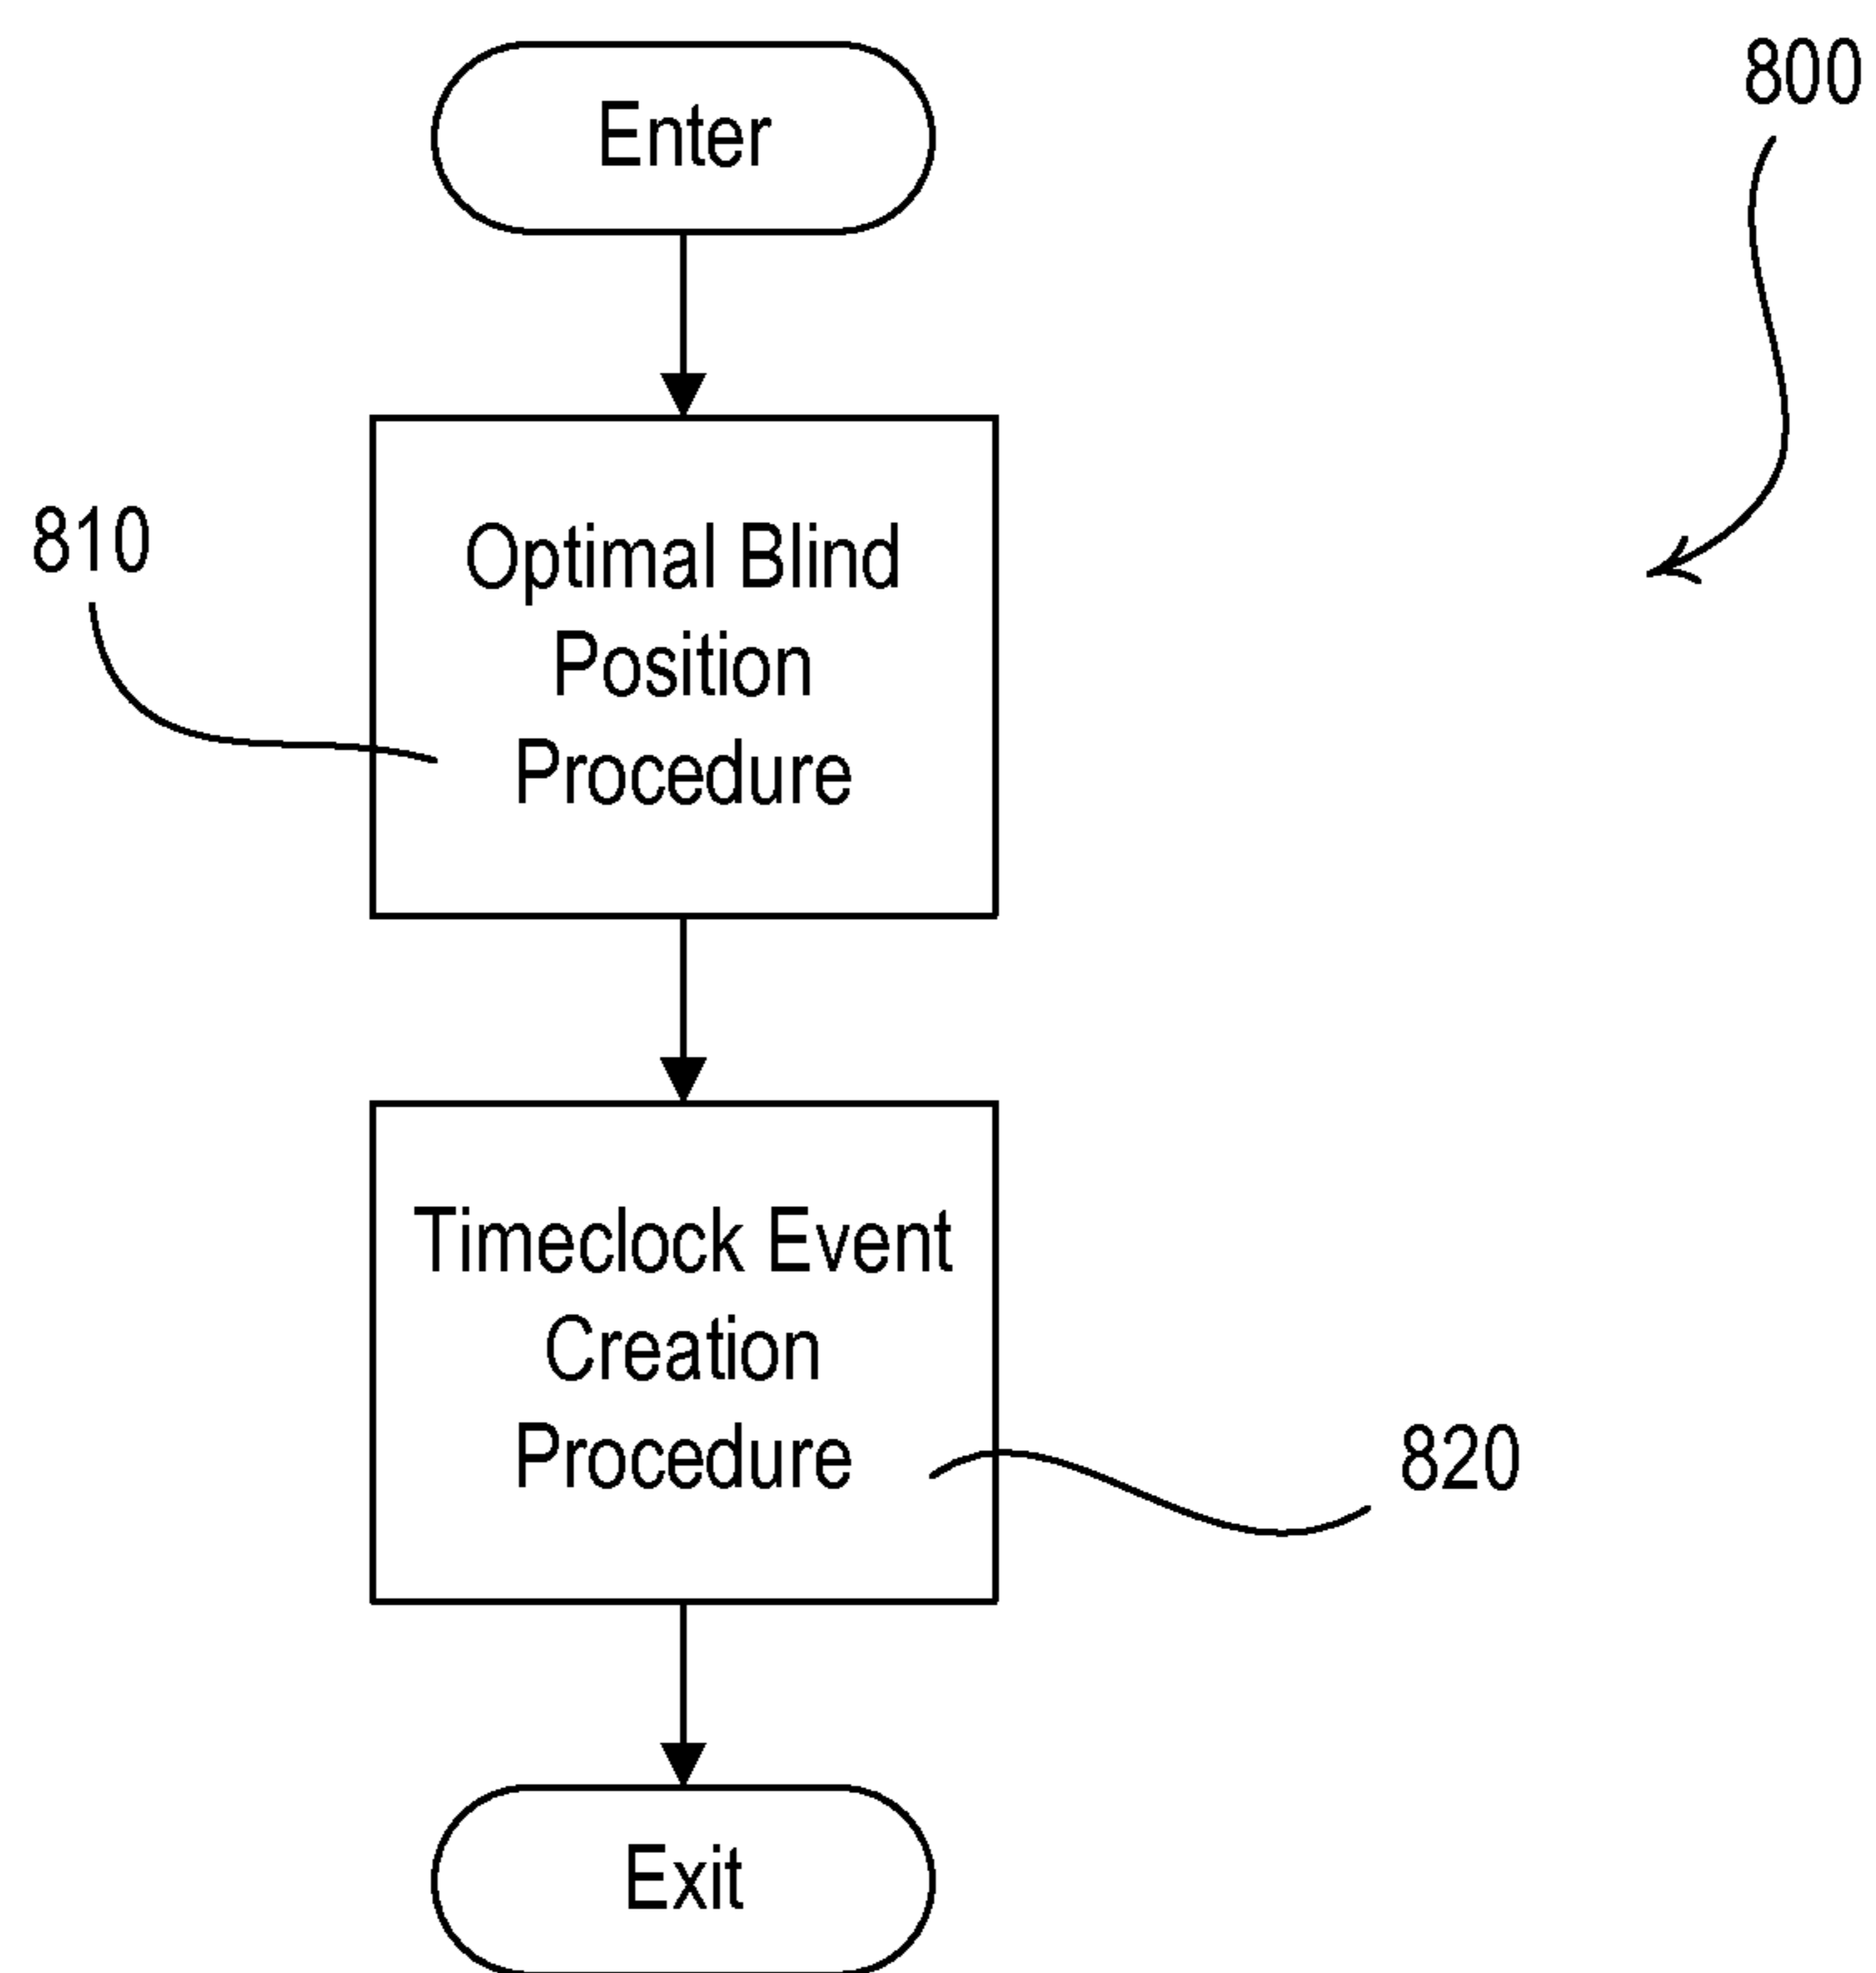 Enter
800
Optimal Blind
Position
Procedure
810
Timeclock Event
Creation
Procedure
820
Exit